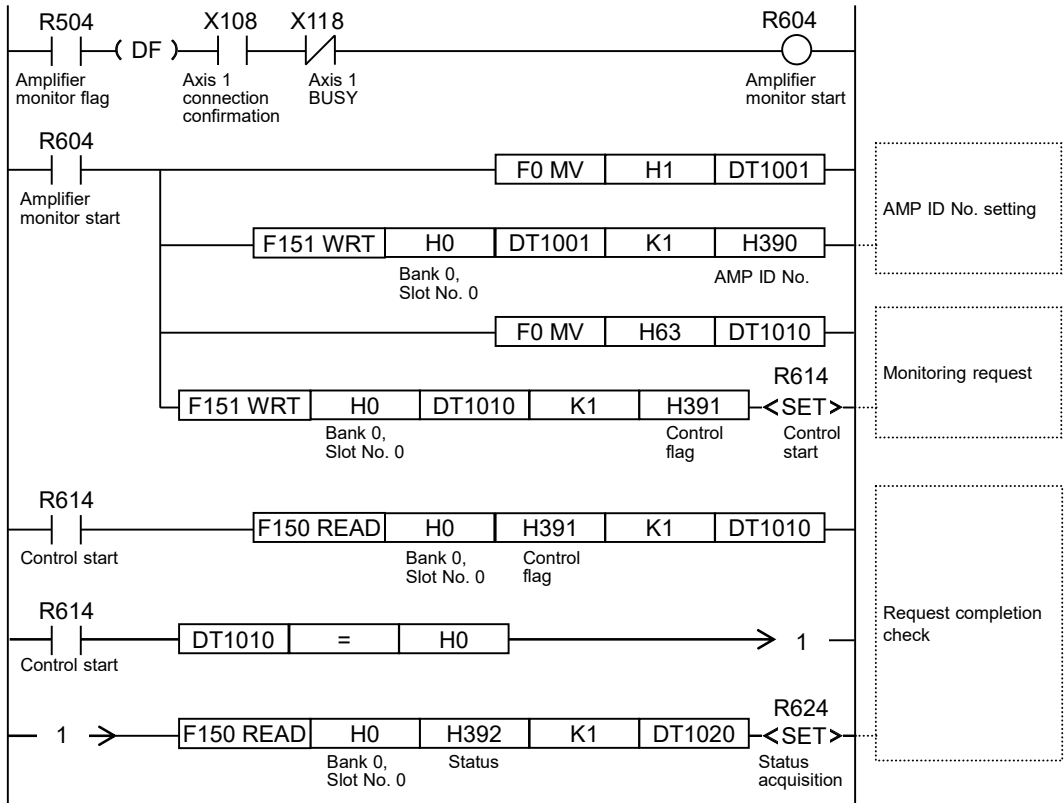 R504 X108 X118 R604
( DF )
Amplifier monitor flag
Axis 1 connection confirmation
Axis 1 BUSY
Amplifier monitor start
R604
Amplifier monitor start
F0 MV H1 DT1001
AMP ID No. setting
F151 WRT H0 DT1001 K1 H390
Bank 0, Slot No. 0
AMP ID No.
F0 MV H63 DT1010
Monitoring request
R614
F151 WRT H0 DT1010 K1 H391 <SET>
Bank 0, Slot No. 0
Control flag
Control start
R614
Control start
F150 READ H0 H391 K1 DT1010
Bank 0, Slot No. 0
Control flag
R614
Control start
DT1010 = H0 1
Request completion check
R624
1 F150 READ H0 H392 K1 DT1020 <SET>
Bank 0, Slot No. 0
Status
Status acquisition